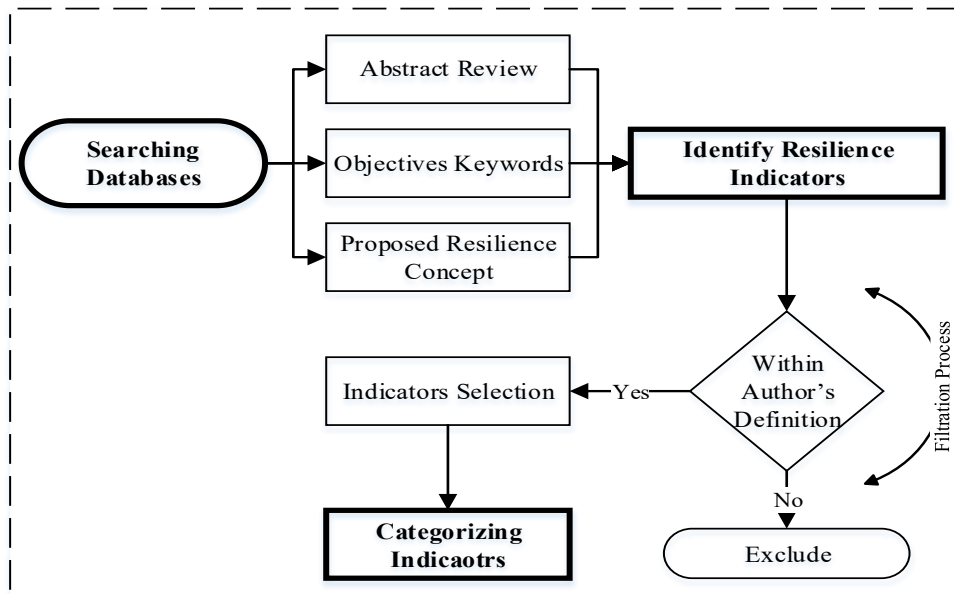 Abstract Review
Searching
Databases
Objectives Keywords
Identify Resilience
Indicators
Proposed Resilience
Concept
Filtration Process
Within
Author's
Definition
Yes
Indicators Selection
No
Categorizing
Indicaotrs
Exclude